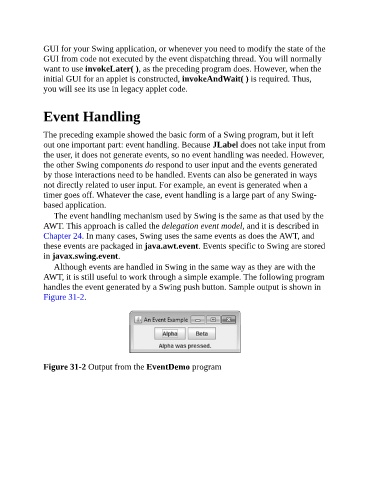 GUI for your Swing application, or whenever you need to modify the state of the
GUI from code not executed by the event dispatching thread. You will normally
want to use invokeLater( ), as the preceding program does. However, when the
initial GUI for an applet is constructed, invokeAndWait( ) is required. Thus,
you will see its use in legacy applet code.
Event Handling
The preceding example showed the basic form of a Swing program, but it left
out one important part: event handling. Because JLabel does not take input from
the user, it does not generate events, so no event handling was needed. However,
the other Swing components do respond to user input and the events generated
by those interactions need to be handled. Events can also be generated in ways
not directly related to user input. For example, an event is generated when a
timer goes off. Whatever the case, event handling is a large part of any Swing-
based application.
The event handling mechanism used by Swing is the same as that used by the
AWT. This approach is called the delegation event model, and it is described in
Chapter 24. In many cases, Swing uses the same events as does the AWT, and
these events are packaged in java.awt.event. Events specific to Swing are stored
in javax.swing.event.
Although events are handled in Swing in the same way as they are with the
AWT, it is still useful to work through a simple example. The following program
handles the event generated by a Swing push button. Sample output is shown in
Figure 31-2.
An Event Example
Alpha Beta
Alpha was pressed.
Figure 31-2 Output from the EventDemo program